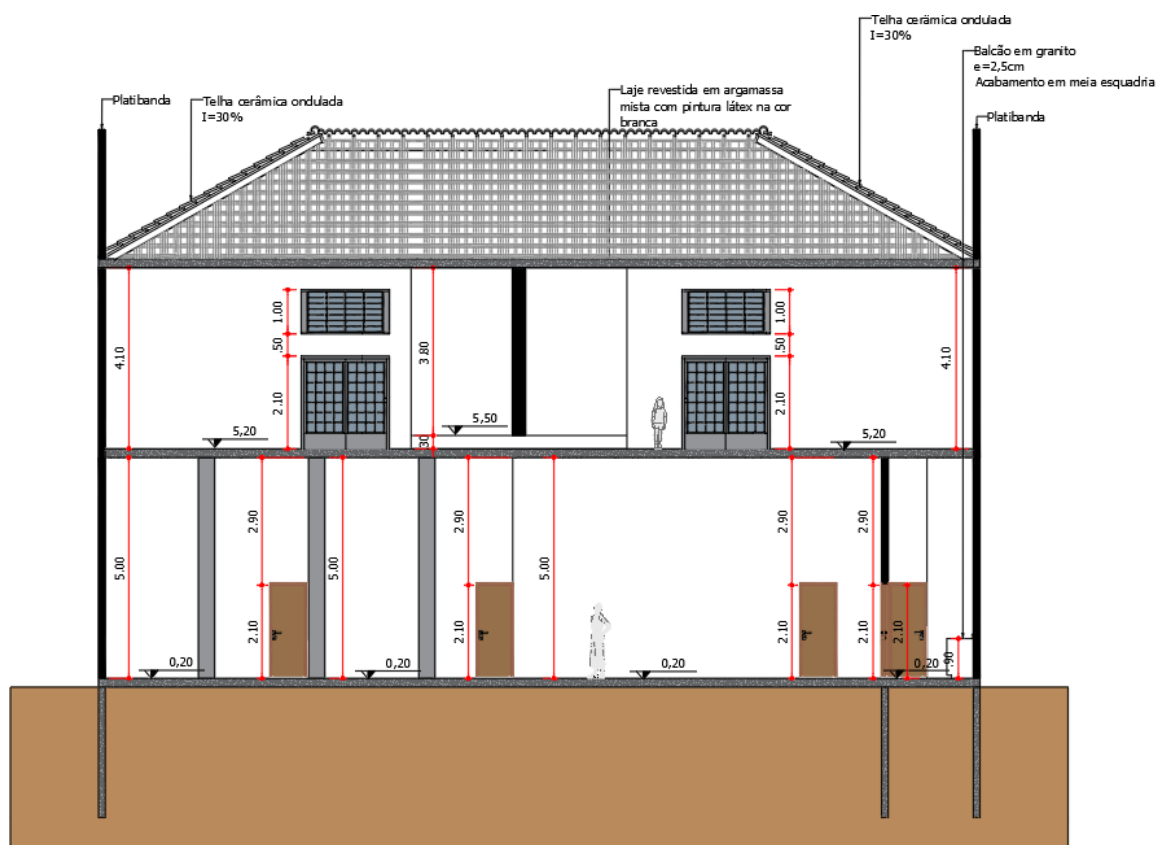 Telha cerâmica ondulada
I=30%
Balcão em granito
e=2,5cm
Acabamento em meia esquadria
Platibanda
Telha cerâmica ondulada
I=30%
Laje revestida em argamassa
mista com pintura látex na cor
branca
Platibanda
1.00
.50
2.10
4.10
3.80
.30
1.00
.50
2.10
4.10
5,20
5,50
5,20
5.00
2.90
2.10
5.00
2.90
2.10
5.00
2.90
2.10
2.90
2.10
2.10
.90
0,20
0,20
0,20
0,20